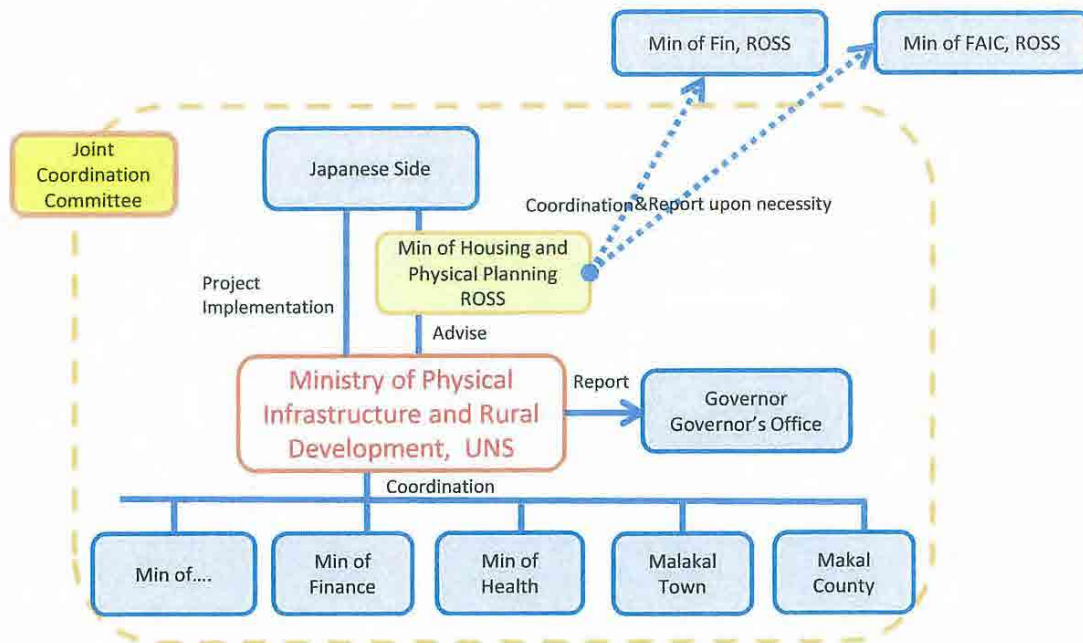 Min of Fin, ROSS
Min of FAIC, ROSS
Joint
Coordination
Committee
Japanese Side
Coordination&Report upon necessity
Min of Housing and
Physical Planning
ROSS
Project
Implementation
Advise
Ministry of Physical
Infrastructure and Rural
Development, UNS
Report
Governor
Governor's Office
Coordination
Min of....
Min of
Finance
Min of
Health
Malakal
Town
Makal
County